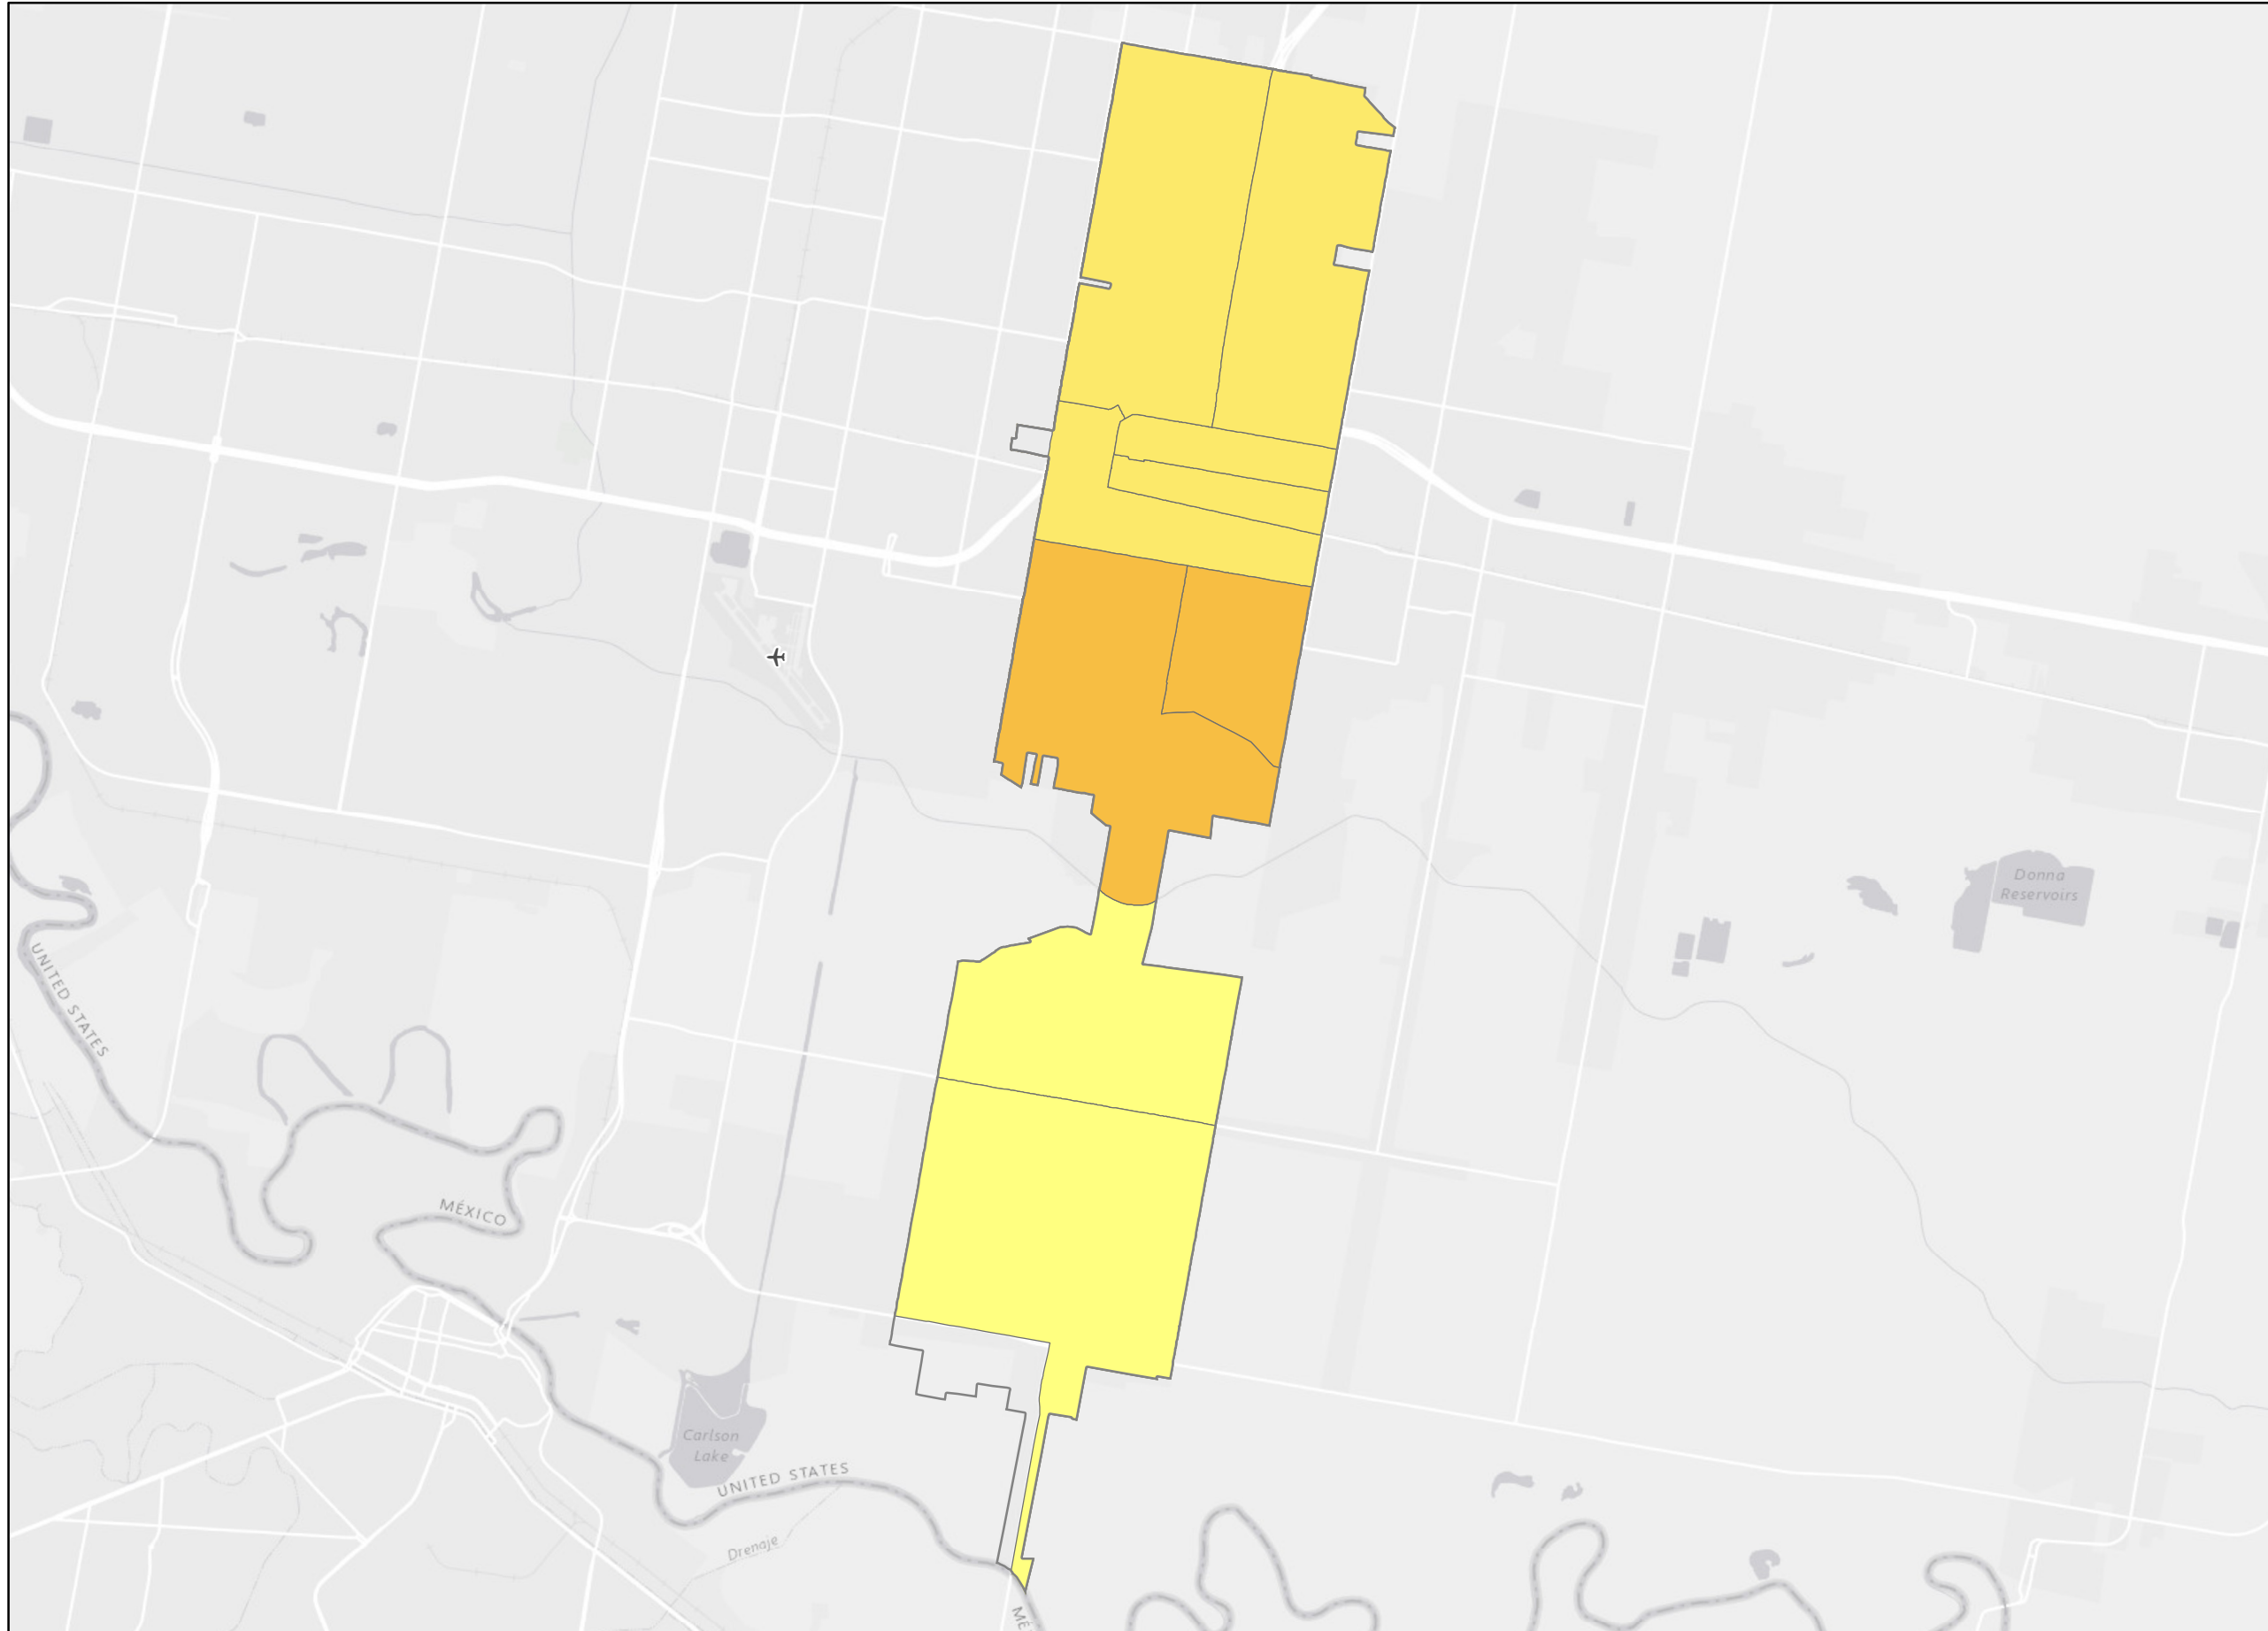 Donna
Reservoirs
UNITED STATES
MÉXICO
Carlson
Lake
UNITED STATES
Drenaje